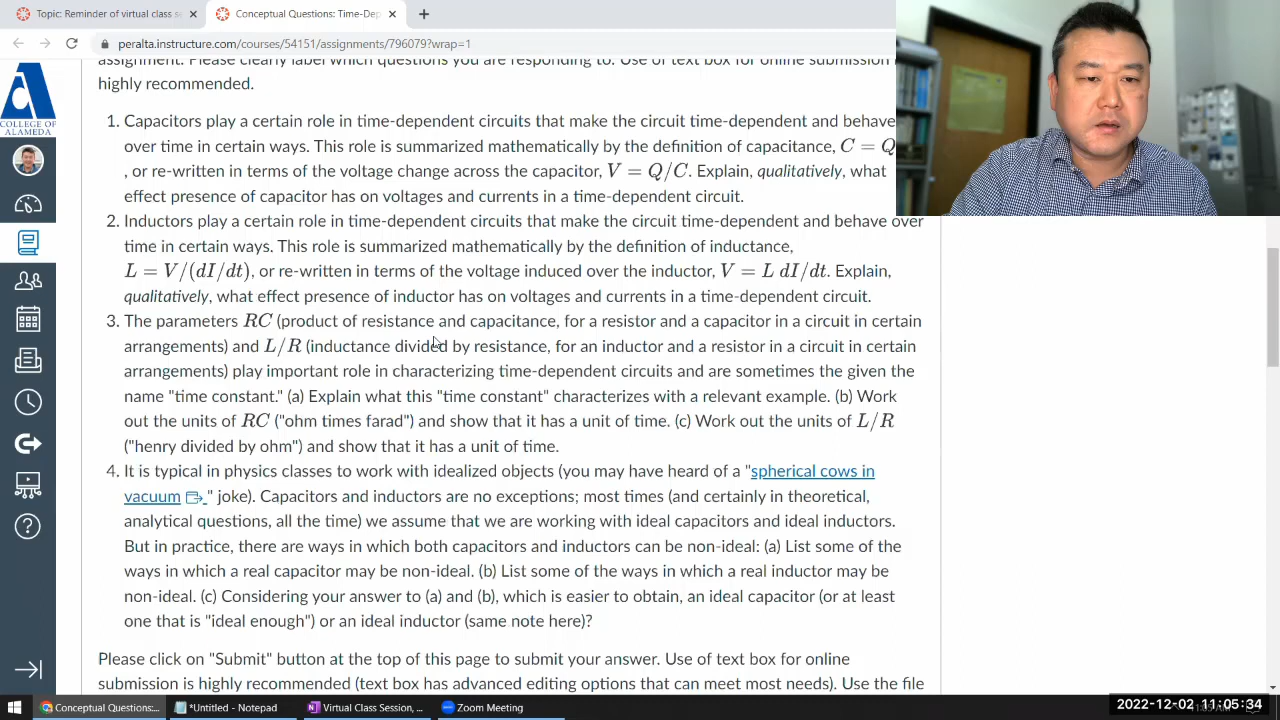 Topic: Reminder of virtual class se
Conceptual Questions: Time-Dep
peralta.instructure.com/courses/54151/assignments/796079?wrap=1
assignment. Please clearly label which questions you are responding to. Use of text box for online submission
highly recommended.
COLLEGE OF
ALAMEDA
1. Capacitors play a certain role in time-dependent circuits that make the circuit time-dependent and behave
over time in certain ways. This role is summarized mathematically by the definition of capacitance, C = Q
, or re-written in terms of the voltage change across the capacitor, V = Q/C. Explain, qualitatively, what
effect presence of capacitor has on voltages and currents in a time-dependent circuit.
2. Inductors play a certain role in time-dependent circuits that make the circuit time-dependent and behave over
time in certain ways. This role is summarized mathematically by the definition of inductance,
L = V/(dI/dt), or re-written in terms of the voltage induced over the inductor, V = L dI/dt. Explain,
qualitatively, what effect presence of inductor has on voltages and currents in a time-dependent circuit.
3. The parameters RC (product of resistance and capacitance, for a resistor and a capacitor in a circuit in certain
arrangements) and L/R (inductance divided by resistance, for an inductor and a resistor in a circuit in certain
arrangements) play important role in characterizing time-dependent circuits and are sometimes the given the
name "time constant." (a) Explain what this "time constant" characterizes with a relevant example. (b) Work
out the units of RC ("ohm times farad") and show that it has a unit of time. (c) Work out the units of L/R
("henry divided by ohm") and show that it has a unit of time.
4. It is typical in physics classes to work with idealized objects (you may have heard of a "spherical cows in
vacuum " joke). Capacitors and inductors are no exceptions; most times (and certainly in theoretical,
analytical questions, all the time) we assume that we are working with ideal capacitors and ideal inductors.
But in practice, there are ways in which both capacitors and inductors can be non-ideal: (a) List some of the
ways in which a real capacitor may be non-ideal. (b) List some of the ways in which a real inductor may be
non-ideal. (c) Considering your answer to (a) and (b), which is easier to obtain, an ideal capacitor (or at least
one that is "ideal enough") or an ideal inductor (same note here)?
Please click on "Submit" button at the top of this page to submit your answer. Use of text box for online
submission is highly recommended (text box has advanced editing options that can meet most needs). Use the file
Conceptual Questions:...
*Untitled - Notepad
Virtual Class Session, ...
Zoom Meeting
2022-12-02 11:05:34